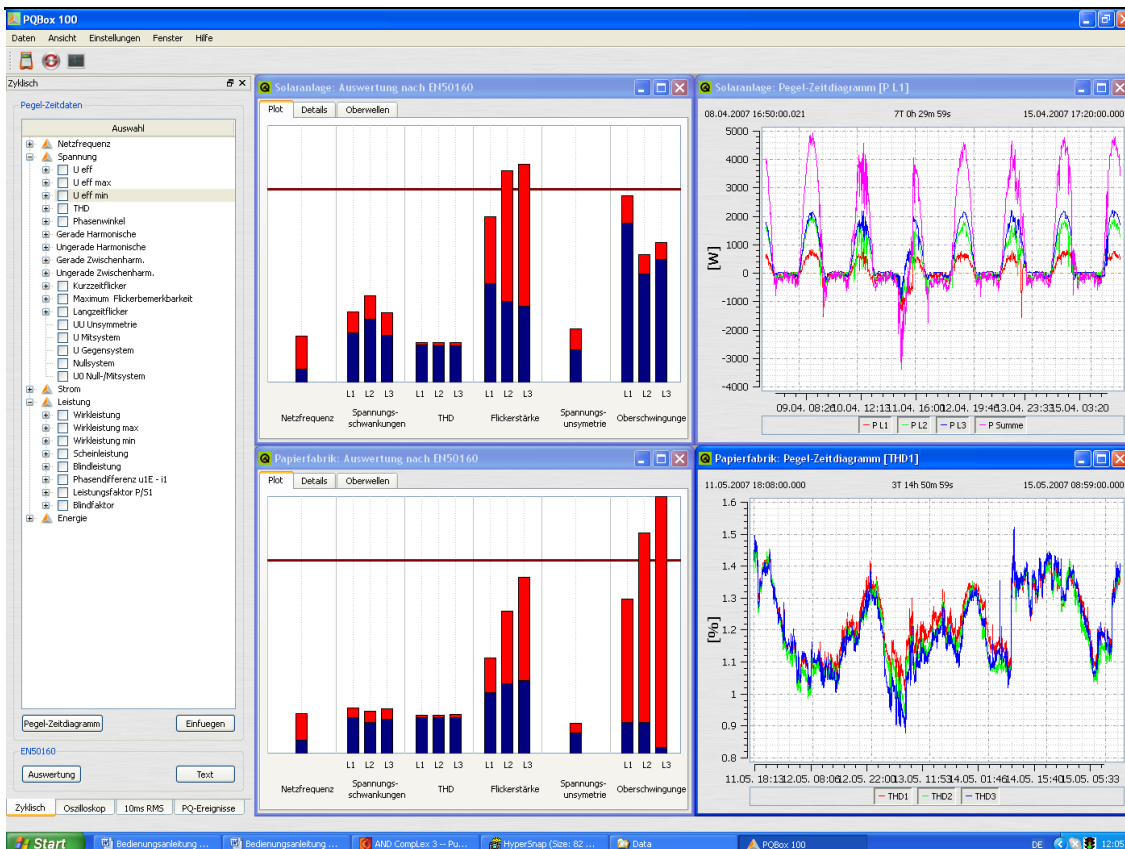 PQBox 100
Daten Ansicht Einstellungen Fenster Hilfe
Zyklisch
Pegel-Zeitdaten
Auswahl
Netzfrequenz
Spannung
U eff
U eff max
U eff min
THD
Phasenwinkel
Gerade Harmonische
Ungerade Harmonische
Gerade Zwischenharm.
Ungerade Zwischenharm.
Kurzzeitflicker
Maximum Flickerbemerkbarkeit
Langzeitflicker
UU Unsymmetrie
U Mitsystem
U Gegensystem
Nullsystem
U0 Null-/Mitsystem
Strom
Leistung
Wirkleistung
Wirkleistung max
Wirkleistung min
Scheinleistung
Blindleistung
Phasendifferenz u1E - i1
Leistungsfaktor P/S1
Blindfaktor
Energie
Pegel-Zeitdiagramm Einfuegen
EN50160
Auswertung Text
Zyklisch Oszilloskop 10ms RMS PQ-Ereignisse
Solaranlage: Auswertung nach EN50160
Plot Details Oberwellen
L1 L2 L3 L1 L2 L3 L1 L2 L3
Netzfrequenz Spannungs-schwankungen THD Flickerstärke Spannungs-unsymetrie Oberschwingunge
Solaranlage: Pegel-Zeitdiagramm [P L1]
08.04.2007 16:50:00.021 7T 0h 29m 59s 15.04.2007 17:20:00.000
5000
4000
3000
2000
1000
0
-1000
-2000
-3000
-4000
[W]
09.04. 08:26 10.04. 12:13 11.04. 16:00 12.04. 19:46 13.04. 23:33 15.04. 03:20
P L1 P L2 P L3 P Summe
Papierfabrik: Auswertung nach EN50160
Plot Details Oberwellen
L1 L2 L3 L1 L2 L3 L1 L2 L3
Netzfrequenz Spannungs-schwankungen THD Flickerstärke Spannungs-unsymetrie Oberschwingunge
Papierfabrik: Pegel-Zeitdiagramm [THD1]
11.05.2007 18:08:00.000 3T 14h 50m 59s 15.05.2007 08:59:00.000
1.6
1.5
1.4
1.3
1.2
1.1
1
0.9
0.8
[%]
11.05. 18:13 12.05. 08:06 12.05. 22:00 13.05. 11:53 14.05. 01:46 14.05. 15:40 15.05. 05:33
THD1 THD2 THD3
Start Bedienungsanleitung ... Bedienungsanleitung ... AND CompLex 3 -- Pu... HyperSnap (Size: 82 ... Data PQBox 100 DE 12:05